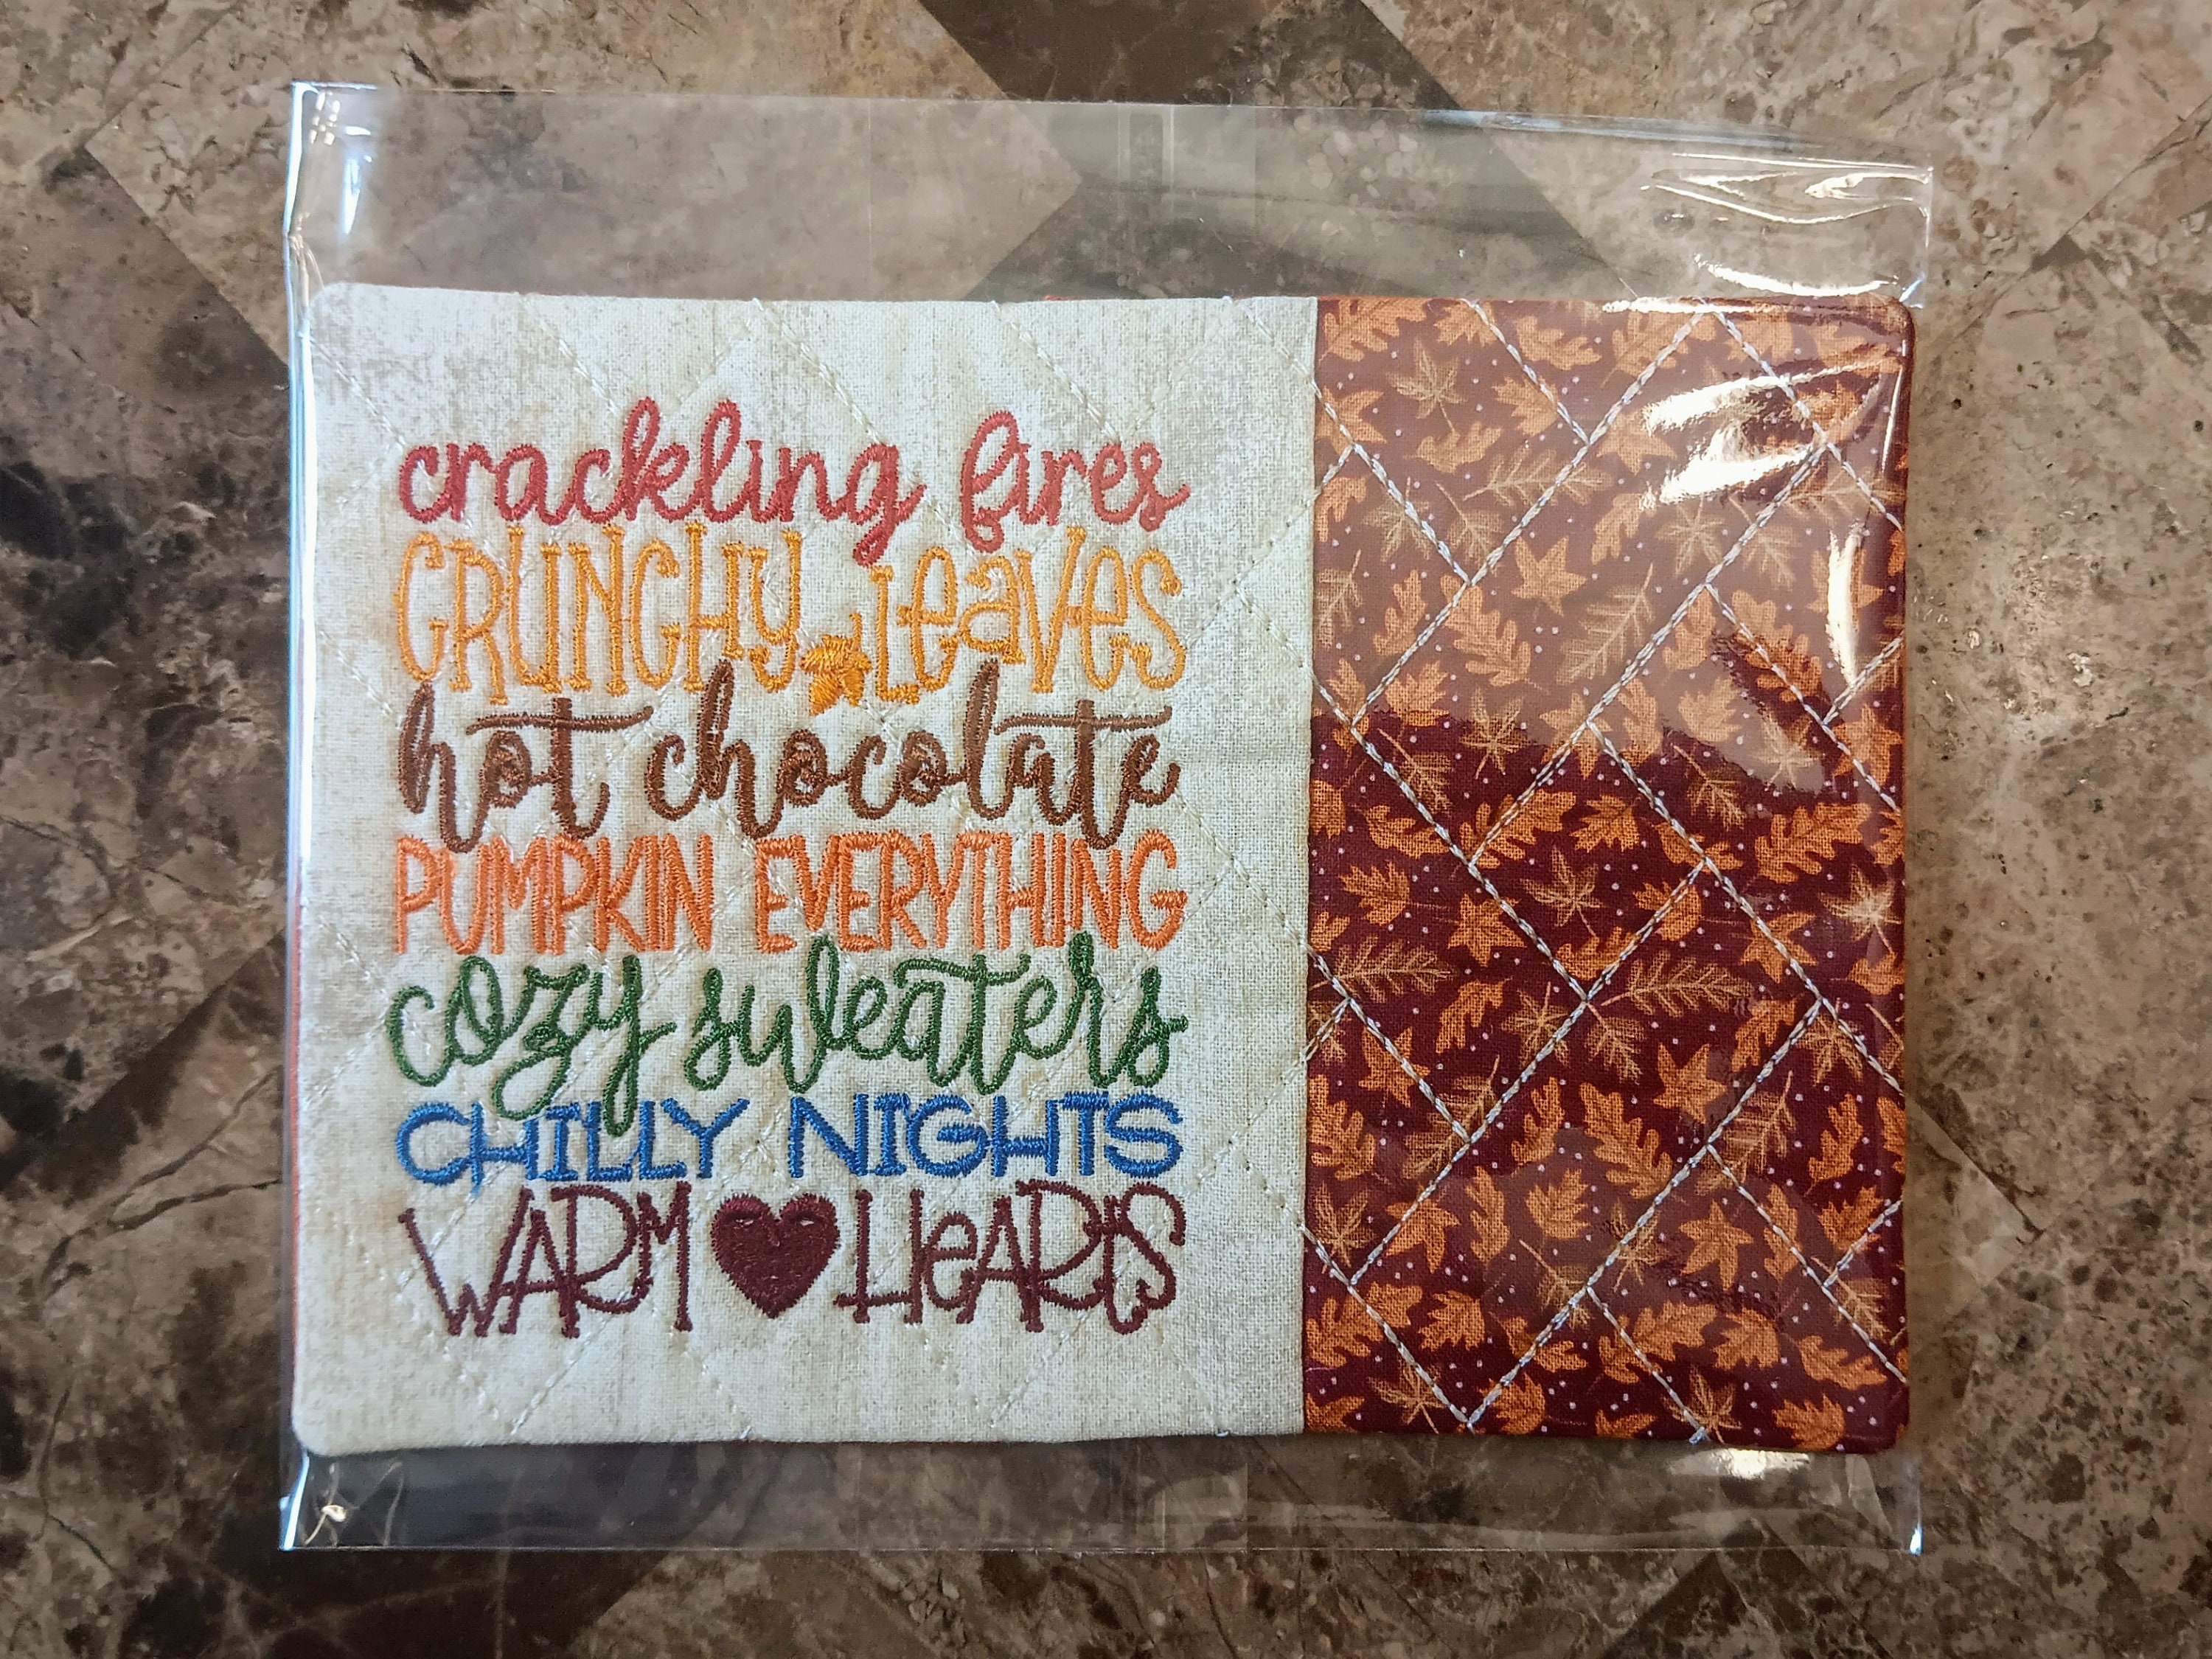 crackling fires
CRUNCHY Leaves
hot chocolate
PUMPKIN EVERYTHING
cozy sweaters
CHILLY NIGHTS
WARM HeARtS